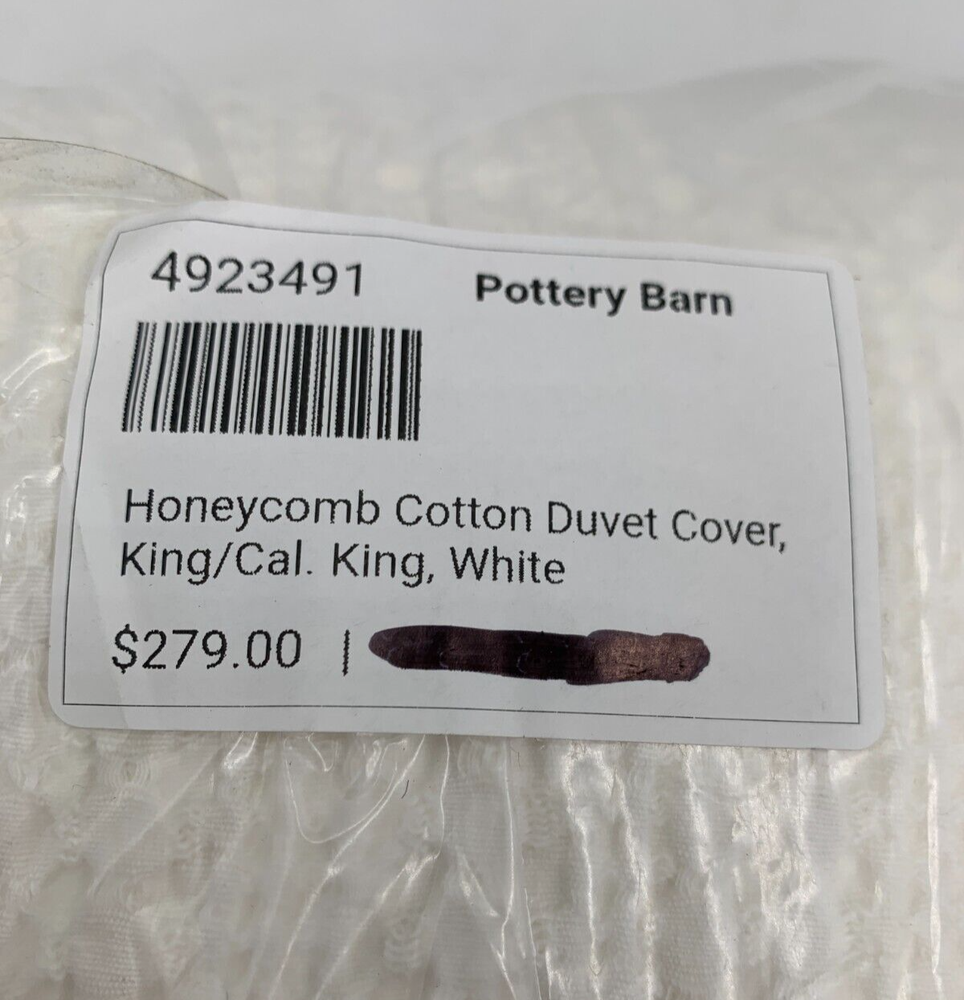 4923491 Pottery Barn
Honeycomb Cotton Duvet Cover,
King/Cal. King, White
$279.00 |